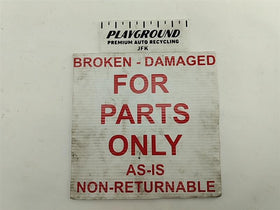 PLAYGROUND
PREMIUM AUTO RECYCLING
JFK
BROKEN - DAMAGED
FOR
PARTS
ONLY
AS-IS
NON-RETURNABLE